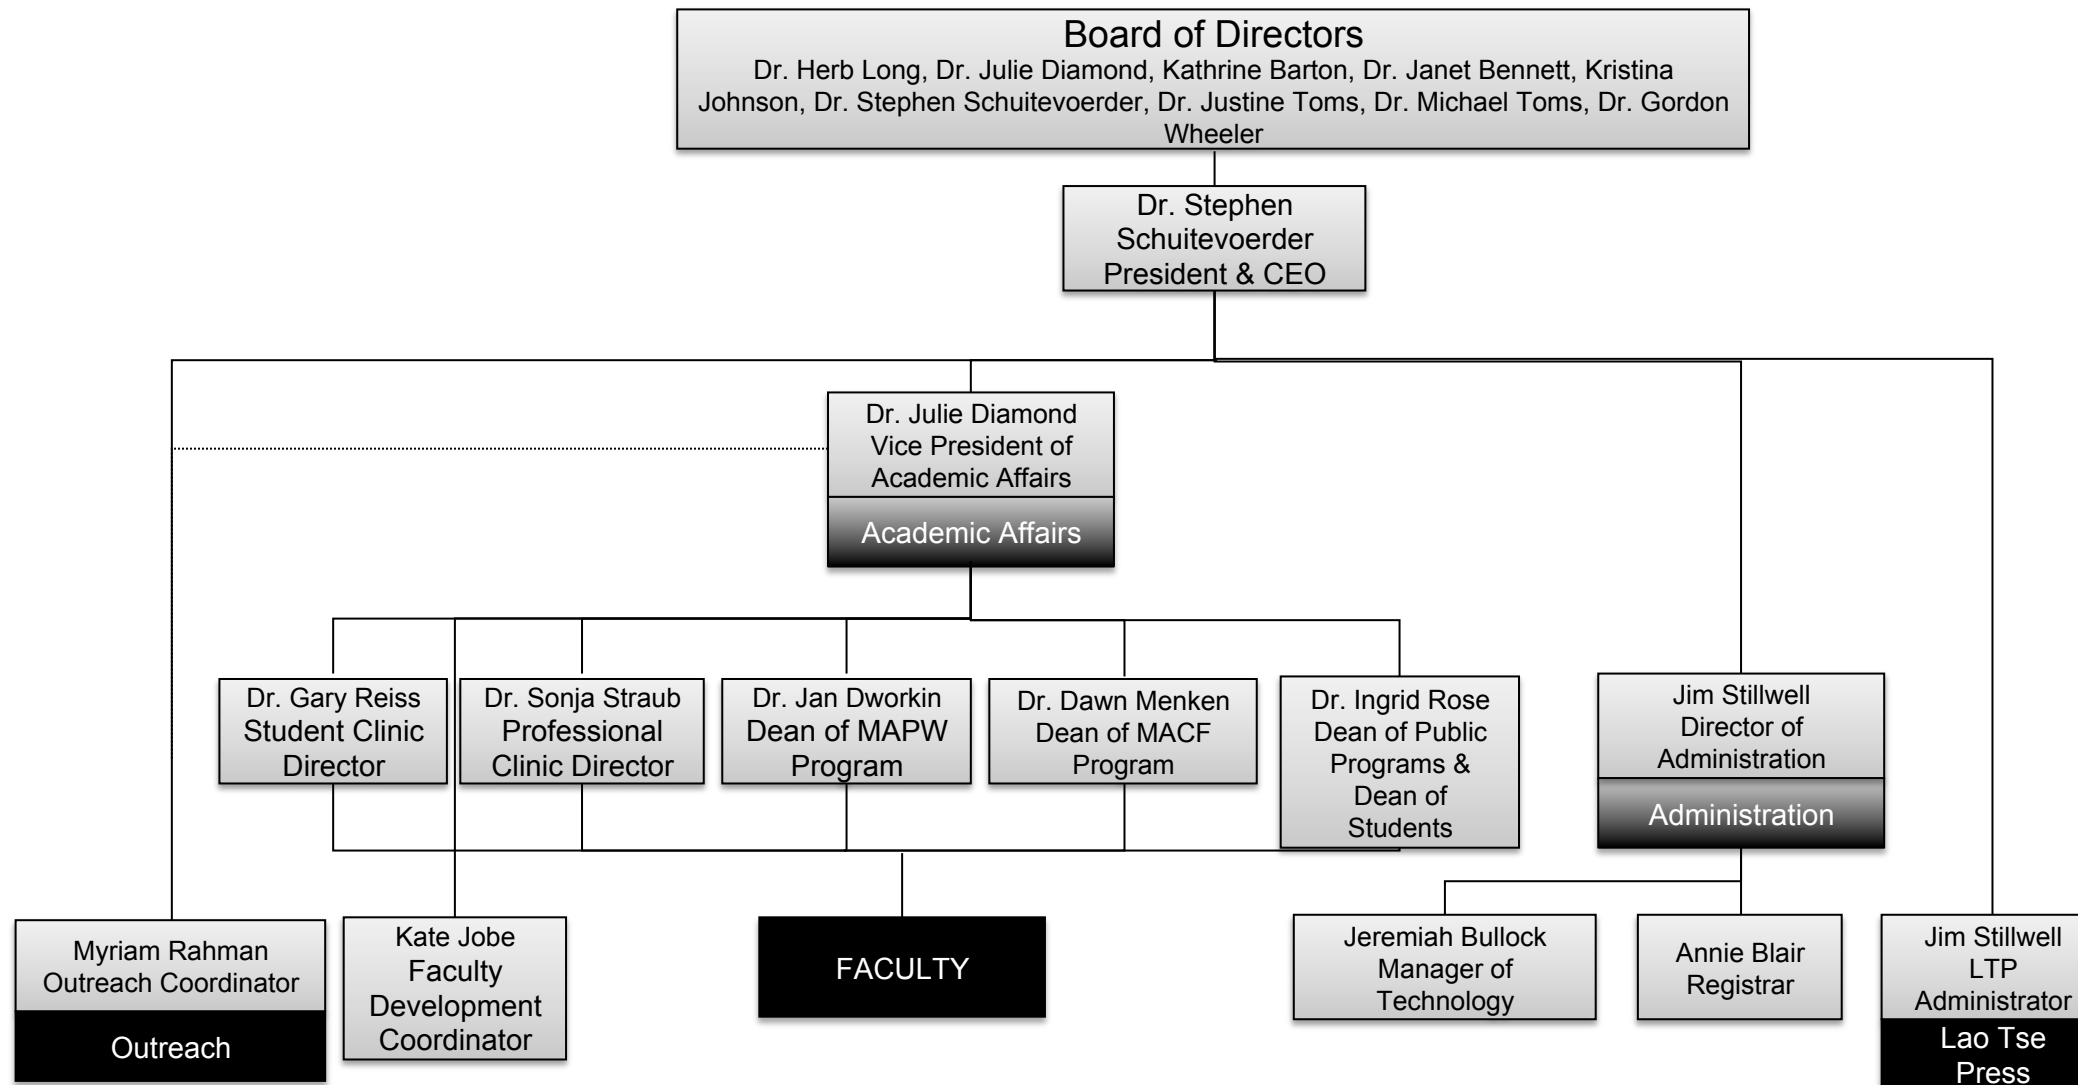 Board of Directors
Dr. Herb Long, Dr. Julie Diamond, Kathrine Barton, Dr. Janet Bennett, Kristina
Johnson, Dr. Stephen Schuitevoerder, Dr. Justine Toms, Dr. Michael Toms, Dr. Gordon
Wheeler
Dr. Stephen
Schuitevoerder
President & CEO
Dr. Julie Diamond
Vice President of
Academic Affairs
Academic Affairs
Dr. Gary Reiss
Student Clinic
Director
Dr. Sonja Straub
Professional
Clinic Director
Dr. Jan Dworkin
Dean of MAPW
Program
Dr. Dawn Menken
Dean of MACF
Program
Dr. Ingrid Rose
Dean of Public
Programs &
Dean of
Students
Jim Stillwell
Director of
Administration
Administration
Myriam Rahman
Outreach Coordinator
Outreach
Kate Jobe
Faculty
Development
Coordinator
FACULTY
Jeremiah Bullock
Manager of
Technology
Annie Blair
Registrar
Jim Stillwell
LTP
Administrator
Lao Tse
Press